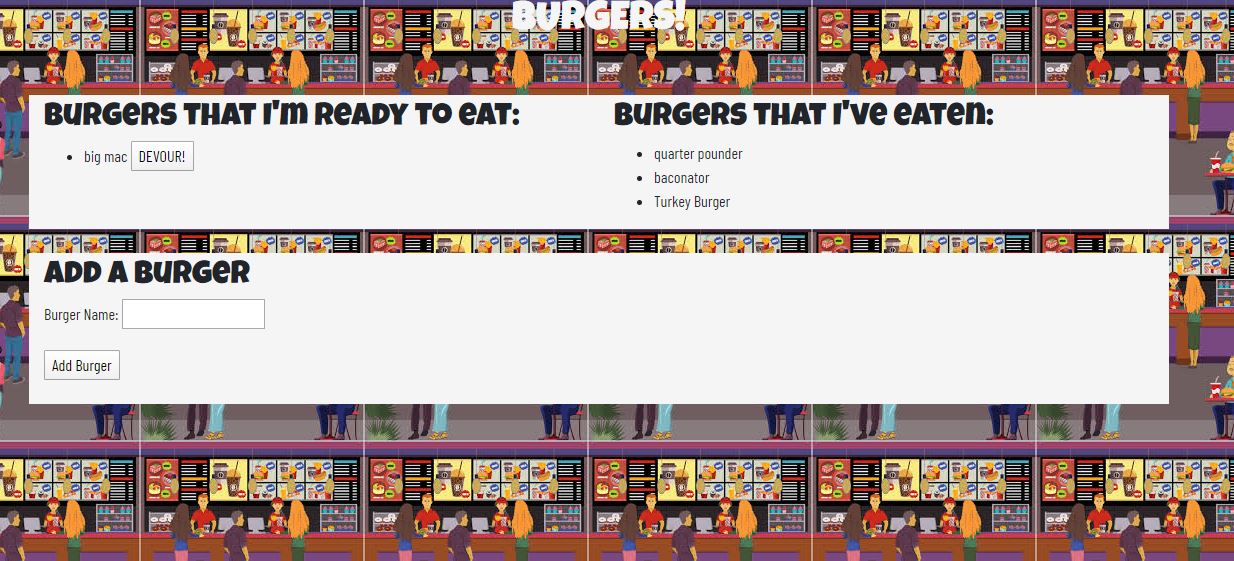 BURGERS!
BURGERS THAT I'M READY TO EAT:
big mac DEVOUR!
BURGERS THAT I'VE EATEN:
quarter pounder
baconator
Turkey Burger
ADD A BURGER
Burger Name:
Add Burger